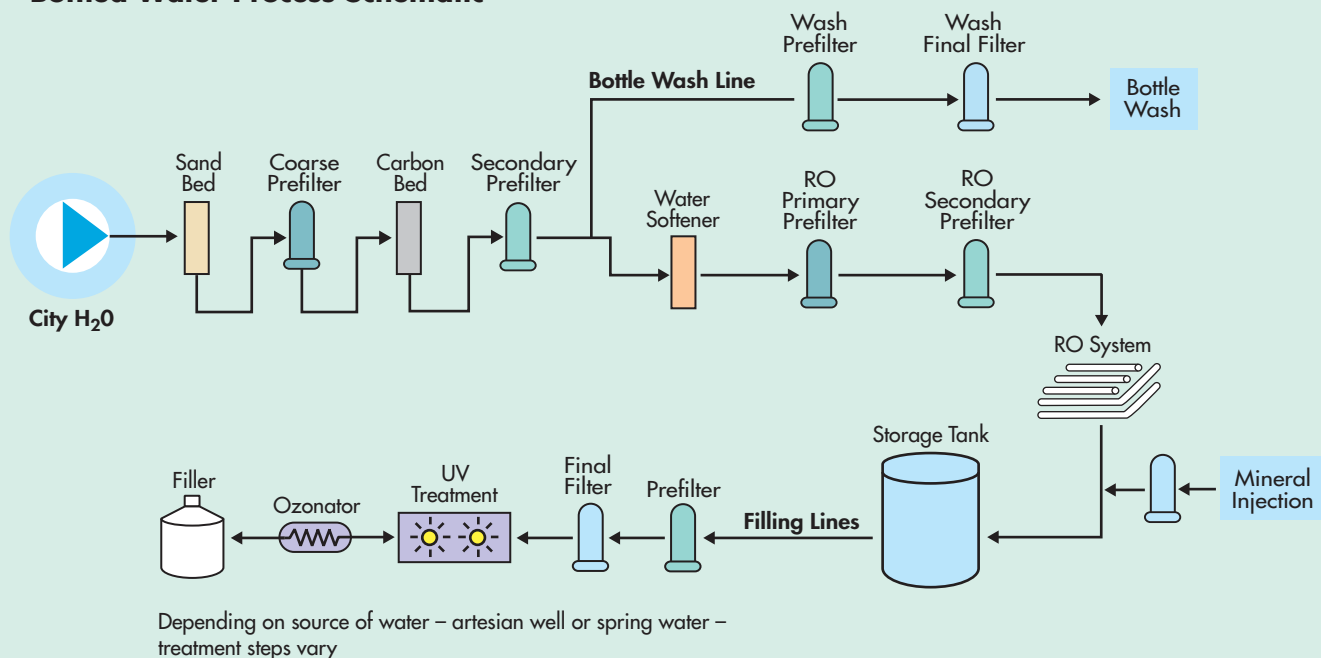 Bottled Water Process Schematic
Wash
Prefilter
Wash
Final Filter
Bottle Wash Line
Bottle
Wash
Sand
Bed
Coarse
Prefilter
Carbon
Bed
Secondary
Prefilter
Water
Softener
RO
Primary
Prefilter
RO
Secondary
Prefilter
City H20
RO System
Storage Tank
Mineral
Injection
Filling Lines
Prefilter
Final
Filter
UV
Treatment
Ozonator
Filler
Depending on source of water – artesian well or spring water –
treatment steps vary